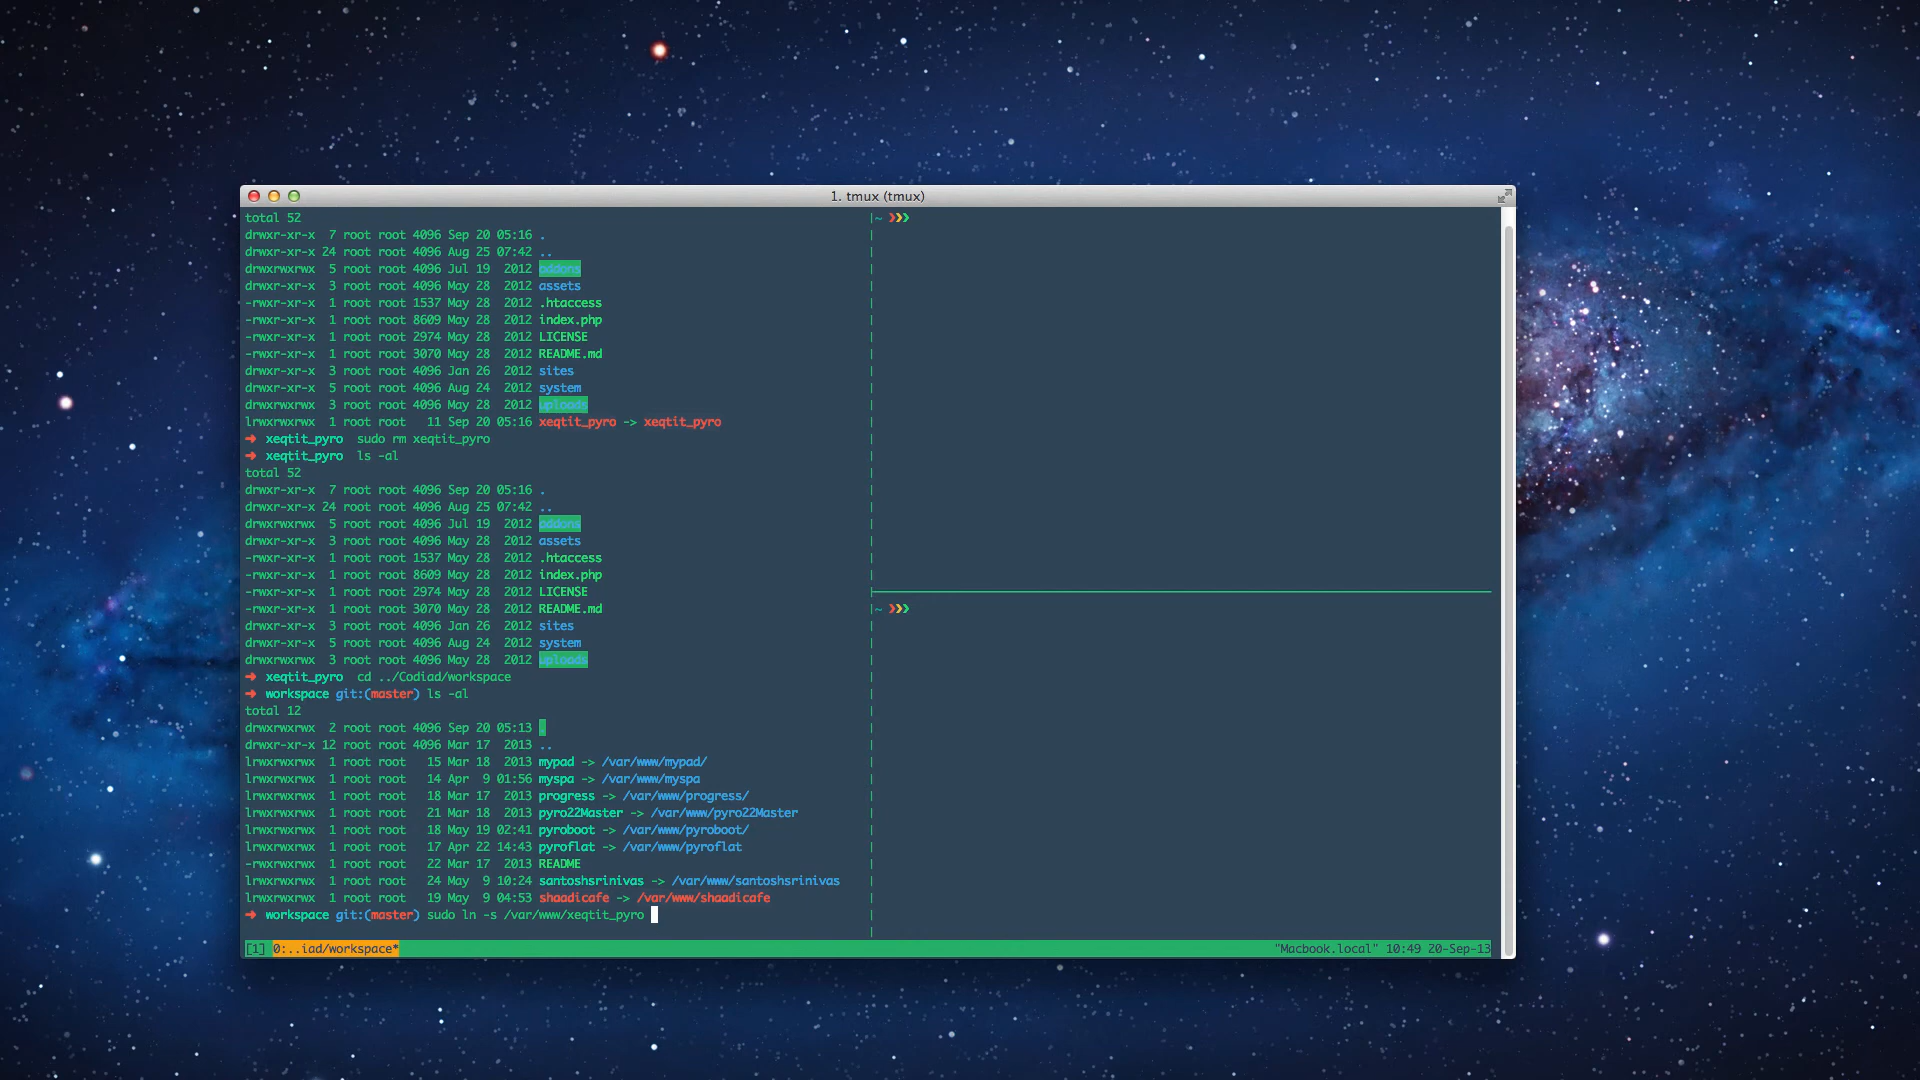 1. tmux (tmux)
total 52
drwxr-xr-x  7 root root 4096 Sep 20 05:16 .
drwxr-xr-x 24 root root 4096 Aug 25 07:42 ..
drwxrwxrwx  5 root root 4096 Jul 19  2012 addons
drwxr-xr-x  3 root root 4096 May 28  2012 assets
-rwxr-xr-x  1 root root 1537 May 28  2012 .htaccess
-rwxr-xr-x  1 root root 8609 May 28  2012 index.php
-rwxr-xr-x  1 root root 2974 May 28  2012 LICENSE
-rwxr-xr-x  1 root root 3070 May 28  2012 README.md
drwxr-xr-x  3 root root 4096 Jan 26  2012 sites
drwxr-xr-x  5 root root 4096 Aug 24  2012 system
drwxrwxrwx  3 root root 4096 May 28  2012 uploads
lrwxrwxrwx  1 root root   11 Sep 20 05:16 xeqtit_pyro -> xeqtit_pyro
➜  xeqtit_pyro  sudo rm xeqtit_pyro
➜  xeqtit_pyro  ls -al
total 52
drwxr-xr-x  7 root root 4096 Sep 20 05:16 .
drwxr-xr-x 24 root root 4096 Aug 25 07:42 ..
drwxrwxrwx  5 root root 4096 Jul 19  2012 addons
drwxr-xr-x  3 root root 4096 May 28  2012 assets
-rwxr-xr-x  1 root root 1537 May 28  2012 .htaccess
-rwxr-xr-x  1 root root 8609 May 28  2012 index.php
-rwxr-xr-x  1 root root 2974 May 28  2012 LICENSE
-rwxr-xr-x  1 root root 3070 May 28  2012 README.md
drwxr-xr-x  3 root root 4096 Jan 26  2012 sites
drwxr-xr-x  5 root root 4096 Aug 24  2012 system
drwxrwxrwx  3 root root 4096 May 28  2012 uploads
➜  xeqtit_pyro  cd ../Codiad/workspace
➜  workspace git:(master) ls -al
total 12
drwxrwxrwx  2 root root 4096 Sep 20 05:13 .
drwxr-xr-x 12 root root 4096 Mar 17  2013 ..
lrwxrwxrwx  1 root root   15 Mar 18  2013 mypad -> /var/www/mypad/
lrwxrwxrwx  1 root root   14 Apr  9 01:56 myspa -> /var/www/myspa
lrwxrwxrwx  1 root root   18 Mar 17  2013 progress -> /var/www/progress/
lrwxrwxrwx  1 root root   21 Mar 18  2013 pyro22Master -> /var/www/pyro22Master
lrwxrwxrwx  1 root root   18 May 19 02:41 pyroboot -> /var/www/pyroboot/
lrwxrwxrwx  1 root root   17 Apr 22 14:43 pyroflat -> /var/www/pyroflat
-rwxrwxrwx  1 root root   22 Mar 17  2013 README
lrwxrwxrwx  1 root root   24 May  9 10:24 santoshsrinivas -> /var/www/santoshsrinivas
lrwxrwxrwx  1 root root   19 May  9 04:53 shaadicafe -> /var/www/shaadicafe
➜  workspace git:(master) sudo ln -s /var/www/xeqtit_pyro
~ ❯❯❯
~ ❯❯❯
[1] 0:..iad/workspace* "Macbook.local" 10:49 20-Sep-13